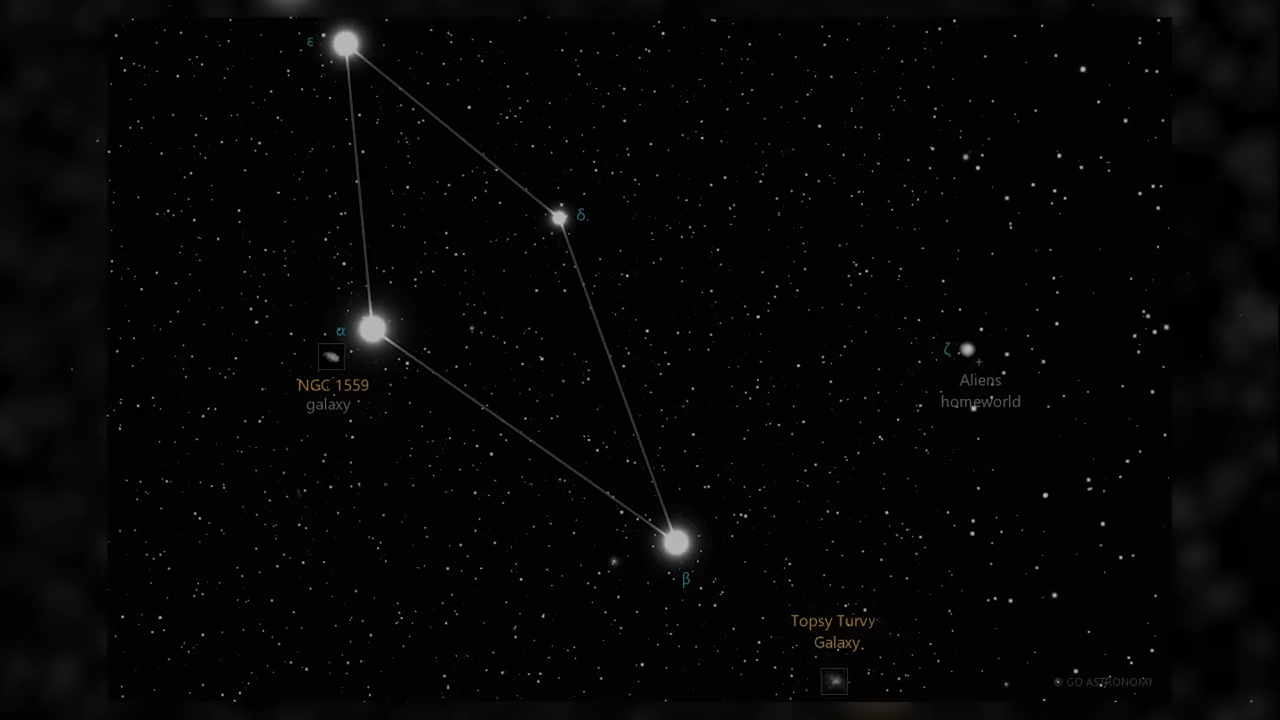 ε
δ
α
NGC 1559
galaxy
ζ
Aliens
homeworld
β
Topsy Turvy
Galaxy
GO ASTRONOMY